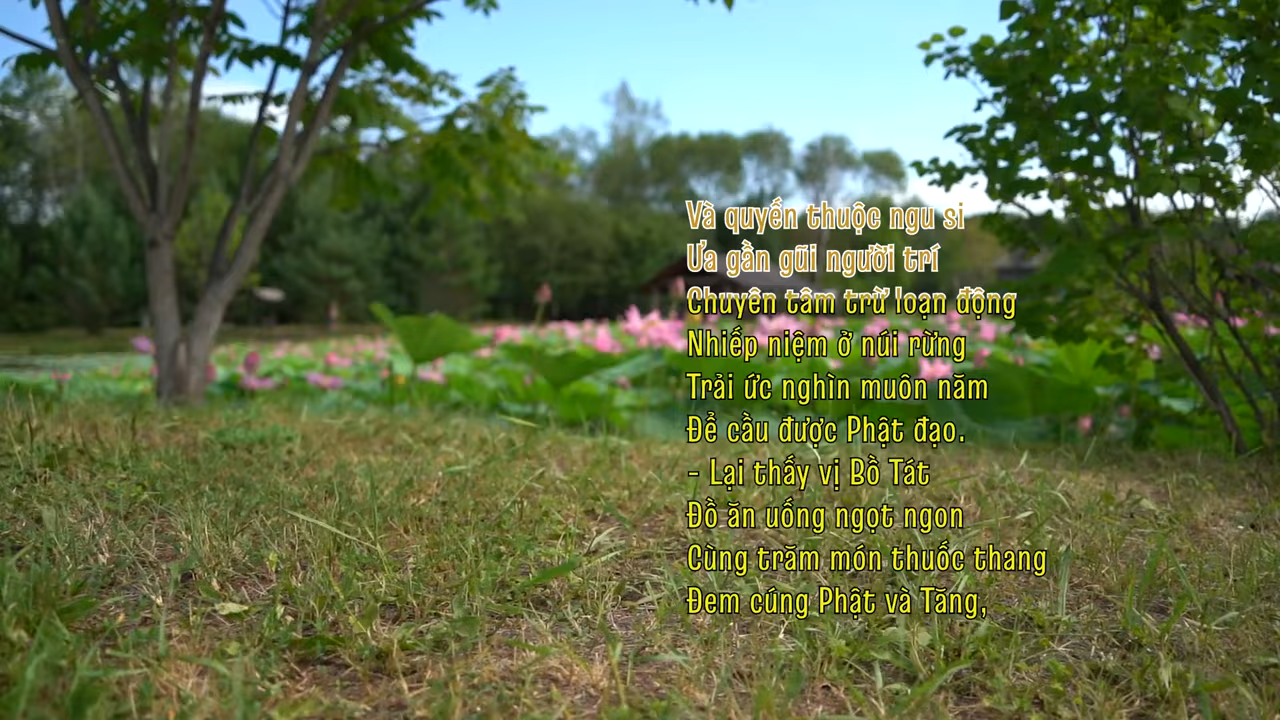 Và quyến thuộc ngu si
Ưa gần gũi người trí
Chuyên tâm trừ loạn động
Nhiếp niệm ở núi rừng
Trải ức nghìn muôn năm
Để cầu được Phật đạo.
- Lại thấy vị Bồ Tát
Đồ ăn uống ngọt ngon
Cùng trăm món thuốc thang
Đem cúng Phật và Tăng,